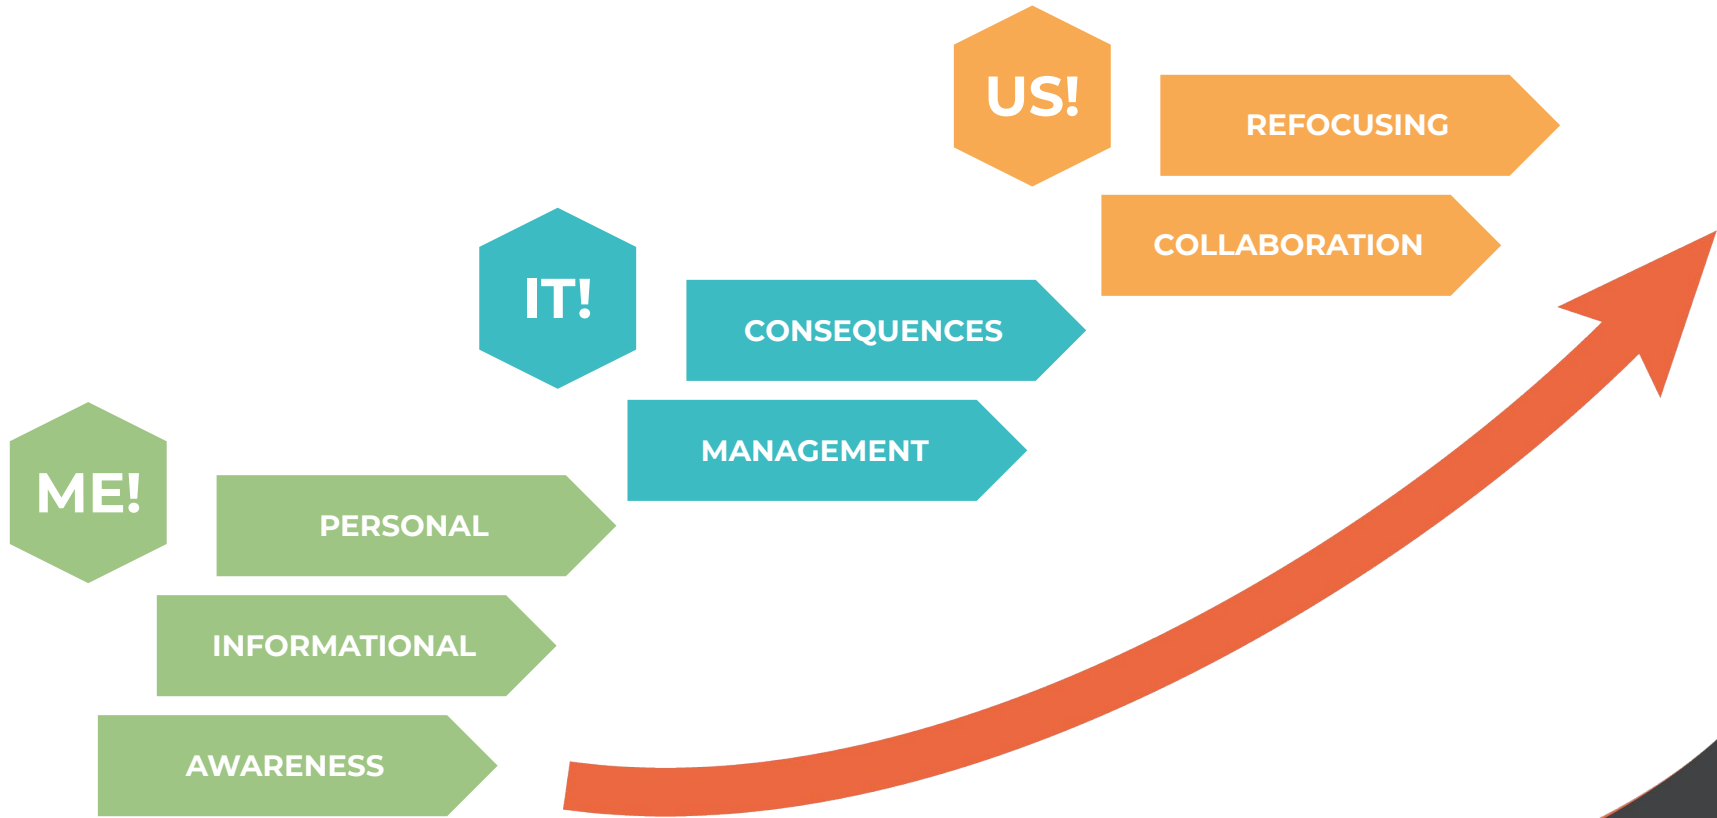 US!
REFOCUSING
COLLABORATION
IT!
CONSEQUENCES
MANAGEMENT
ME!
PERSONAL
INFORMATIONAL
AWARENESS